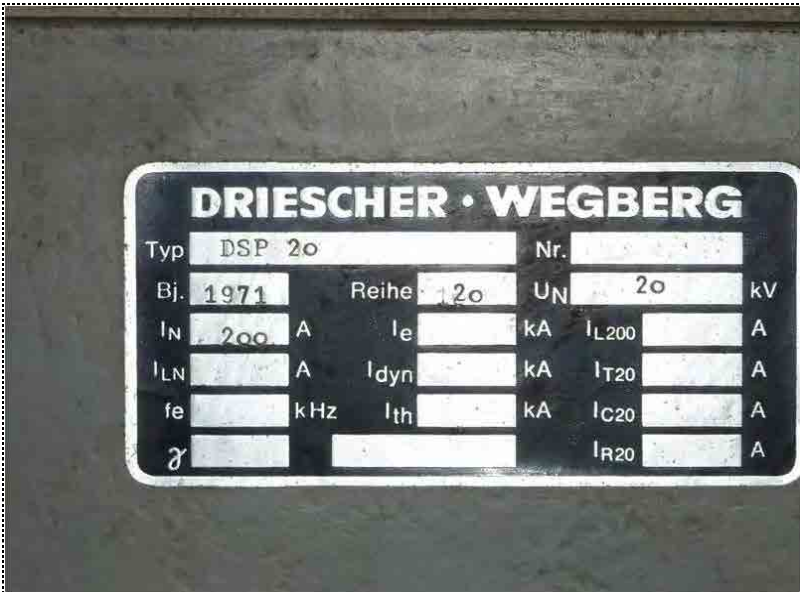 DRIESCHER · WEGBERG
Typ DSP 20 Nr.
Bj. 1971 Reihe 20 UN 20 kV
IN 200 A Ie kA IL200 A
ILN A Idyn kA IT20 A
fe kHz Ith kA IC20 A
γ IR20 A